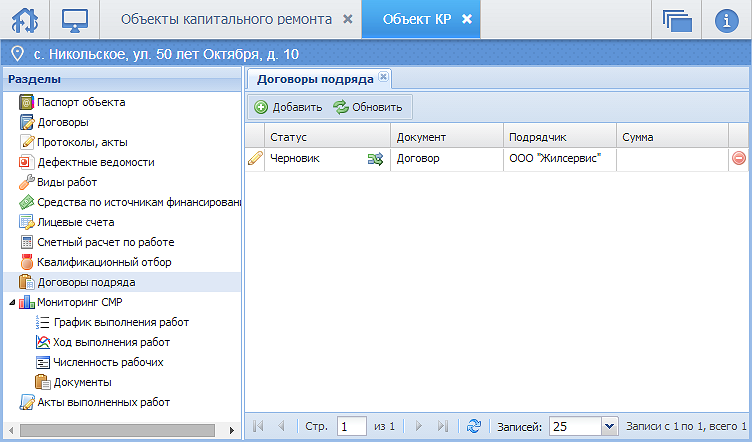 Объекты капитального ремонта
Объект КР
с. Никольское, ул. 50 лет Октября, д. 10
Разделы
Паспорт объекта
Договоры
Протоколы, акты
Дефектные ведомости
Виды работ
Средства по источникам финансирован
Лицевые счета
Сметный расчет по работе
Квалификационный отбор
Договоры подряда
Мониторинг СМР
График выполнения работ
Ход выполнения работ
Численность рабочих
Документы
Акты выполненных работ
Договоры подряда
Добавить Обновить
Статус Документ Подрядчик Сумма
Черновик Договор ООО "Жилсервис"
Стр. 1 из 1 Записей: 25 Записи с 1 по 1, всего 1